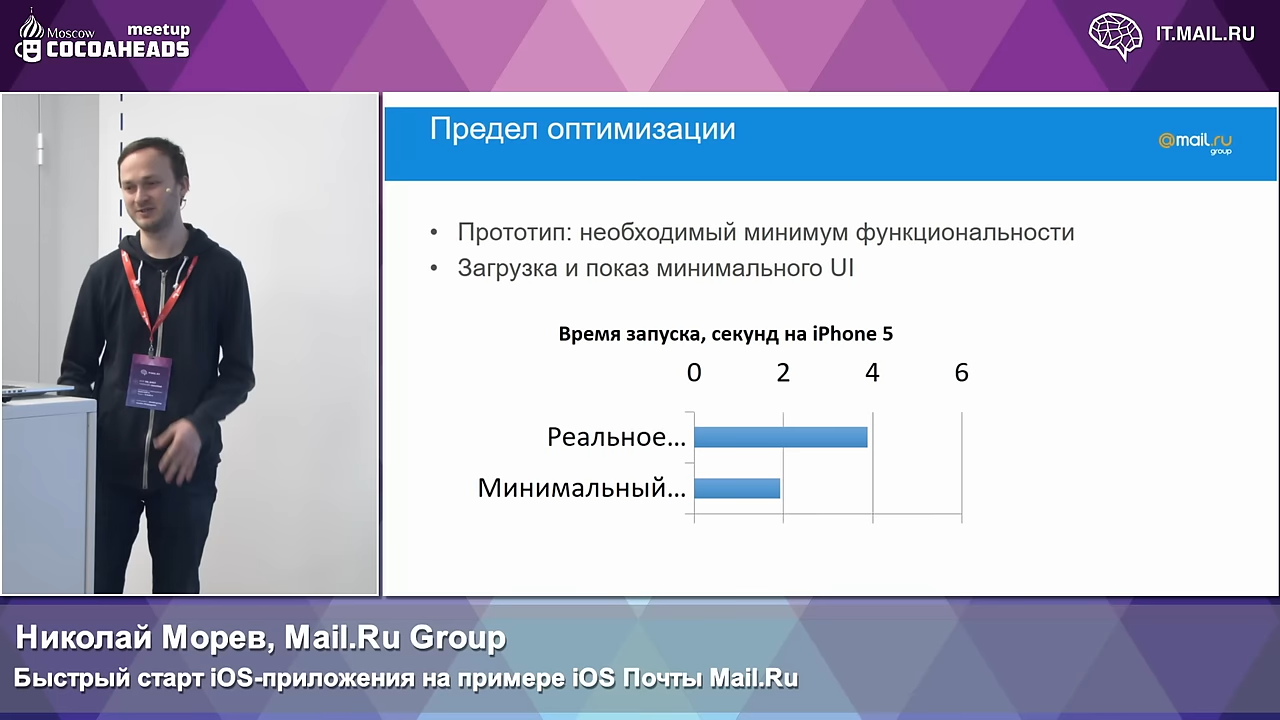 Moscow
meetup
COCOAHEADS
IT.MAIL.RU
Предел оптимизации
@mail.ru
group
• Прототип: необходимый минимум функциональности
• Загрузка и показ минимального UI
Время запуска, секунд на iPhone 5
0 2 4 6
Реальное...
Минимальный...
Николай Морев, Mail.Ru Group
Быстрый старт iOS-приложения на примере iOS Почты Mail.Ru